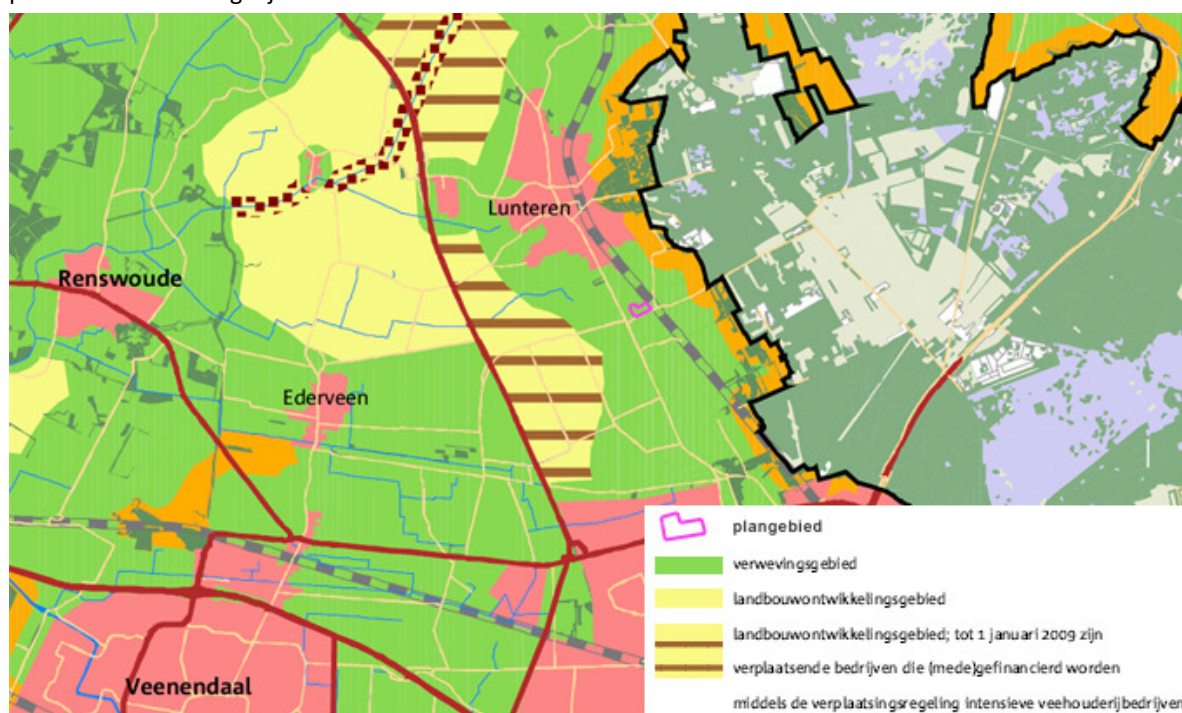 Lunteren
Renswoude
Ederveen
Veenendaal
plangebied
verwevingsgebied
landbouwontwikkelingsgebied
landbouwontwikkelingsgebied; tot 1 januari 2009 zijn
verplaatsende bedrijven die (mede)gefinancierd worden
middels de verplaatsingsregeling intensieve veehouderijbedrijven